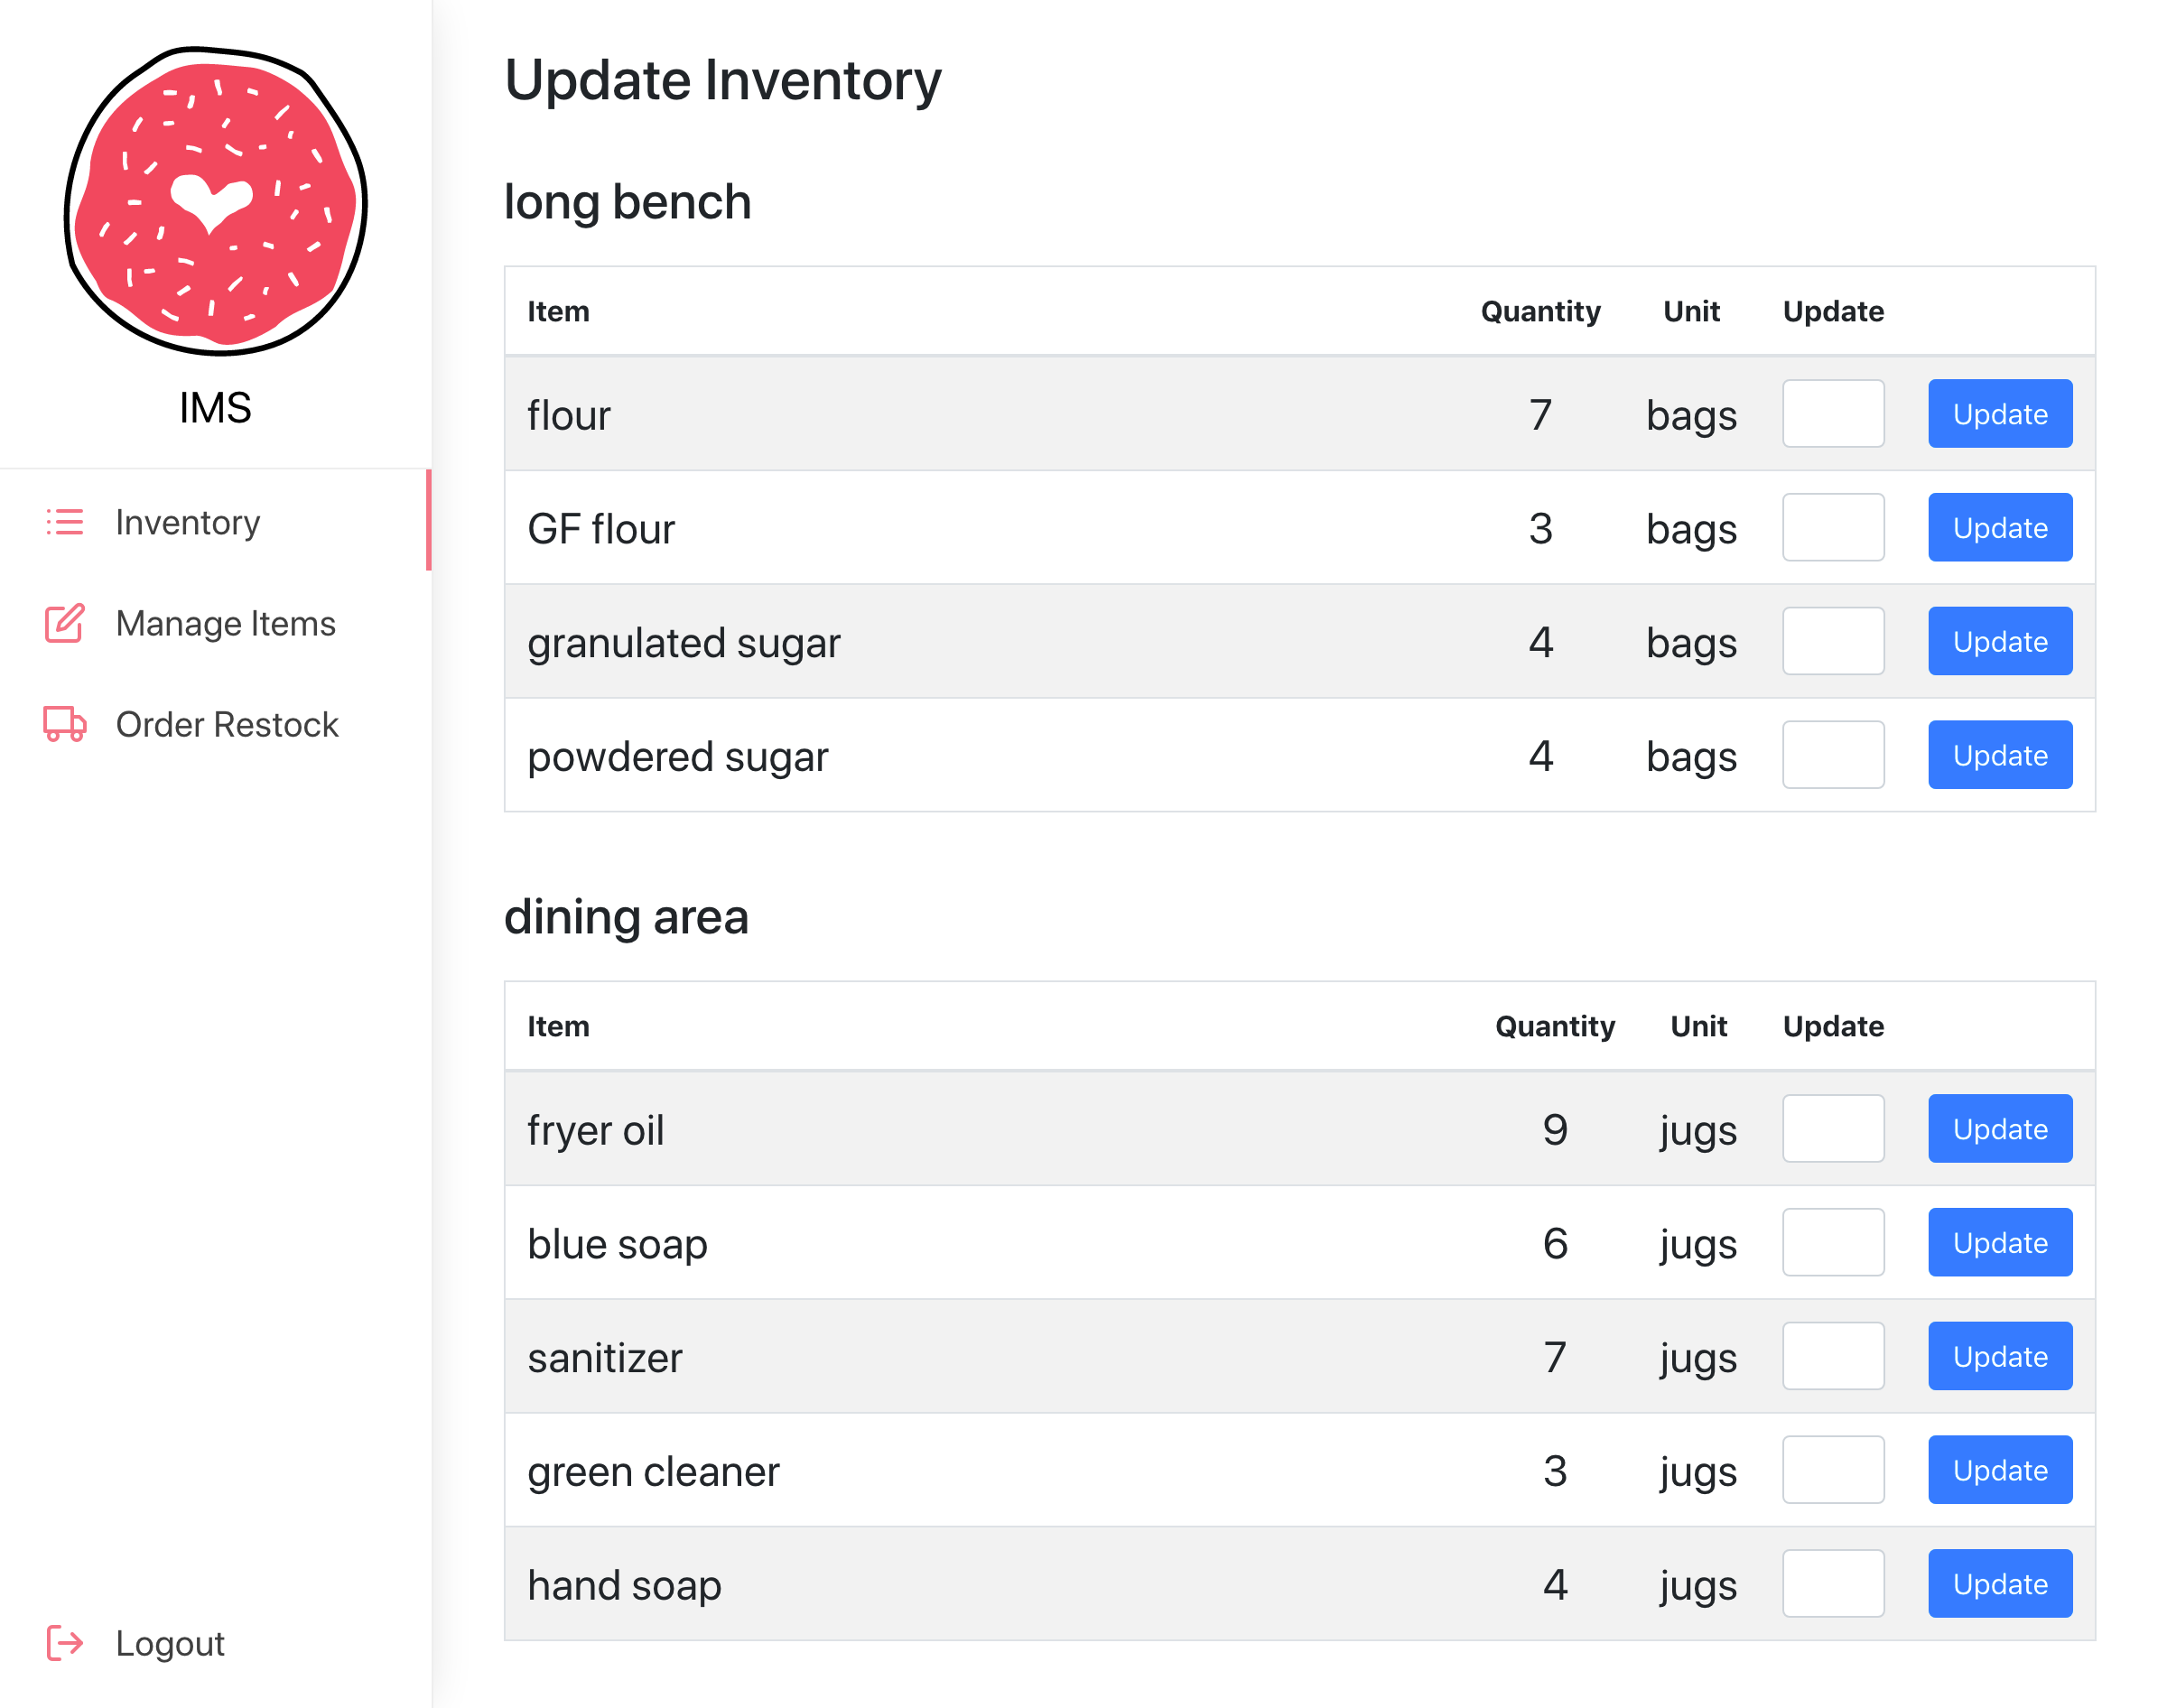 IMS
Inventory
Manage Items
Order Restock
Logout
Update Inventory
long bench
Item Quantity Unit Update
flour 7 bags Update
GF flour 3 bags Update
granulated sugar 4 bags Update
powdered sugar 4 bags Update
dining area
Item Quantity Unit Update
fryer oil 9 jugs Update
blue soap 6 jugs Update
sanitizer 7 jugs Update
green cleaner 3 jugs Update
hand soap 4 jugs Update